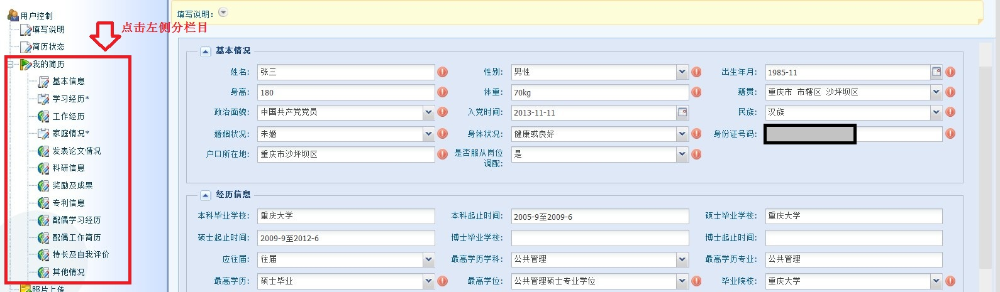 用户控制
填写说明
简历状态
我的简历
基本信息
学习经历*
工作经历
家庭情况*
发表论文情况
科研信息
奖励及成果
专利信息
配偶学习经历
配偶工作简历
特长及自我评价
其他情况
照片上传
点击左侧分栏目
填写说明:
基本情况
姓名: 张三 性别: 男性 出生年月: 1985-11
身高: 180 体重: 70kg 籍贯: 重庆市 市辖区 沙坪坝区
政治面貌: 中国共产党党员 入党时间: 2013-11-11 民族: 汉族
婚姻状况: 未婚 身体状况: 健康或良好 身份证号码:
户口所在地: 重庆市沙坪坝区 是否服从岗位 是
调配:
经历信息
本科毕业学校: 重庆大学 本科起止时间: 2005-9至2009-6 硕士毕业学校: 重庆大学
硕士起止时间: 2009-9至2012-6 博士毕业学校: 博士起止时间:
应往届: 往届 最高学历学科: 公共管理 最高学历专业: 公共管理
最高学历: 硕士毕业 最高学位: 公共管理硕士专业学位 毕业院校: 重庆大学